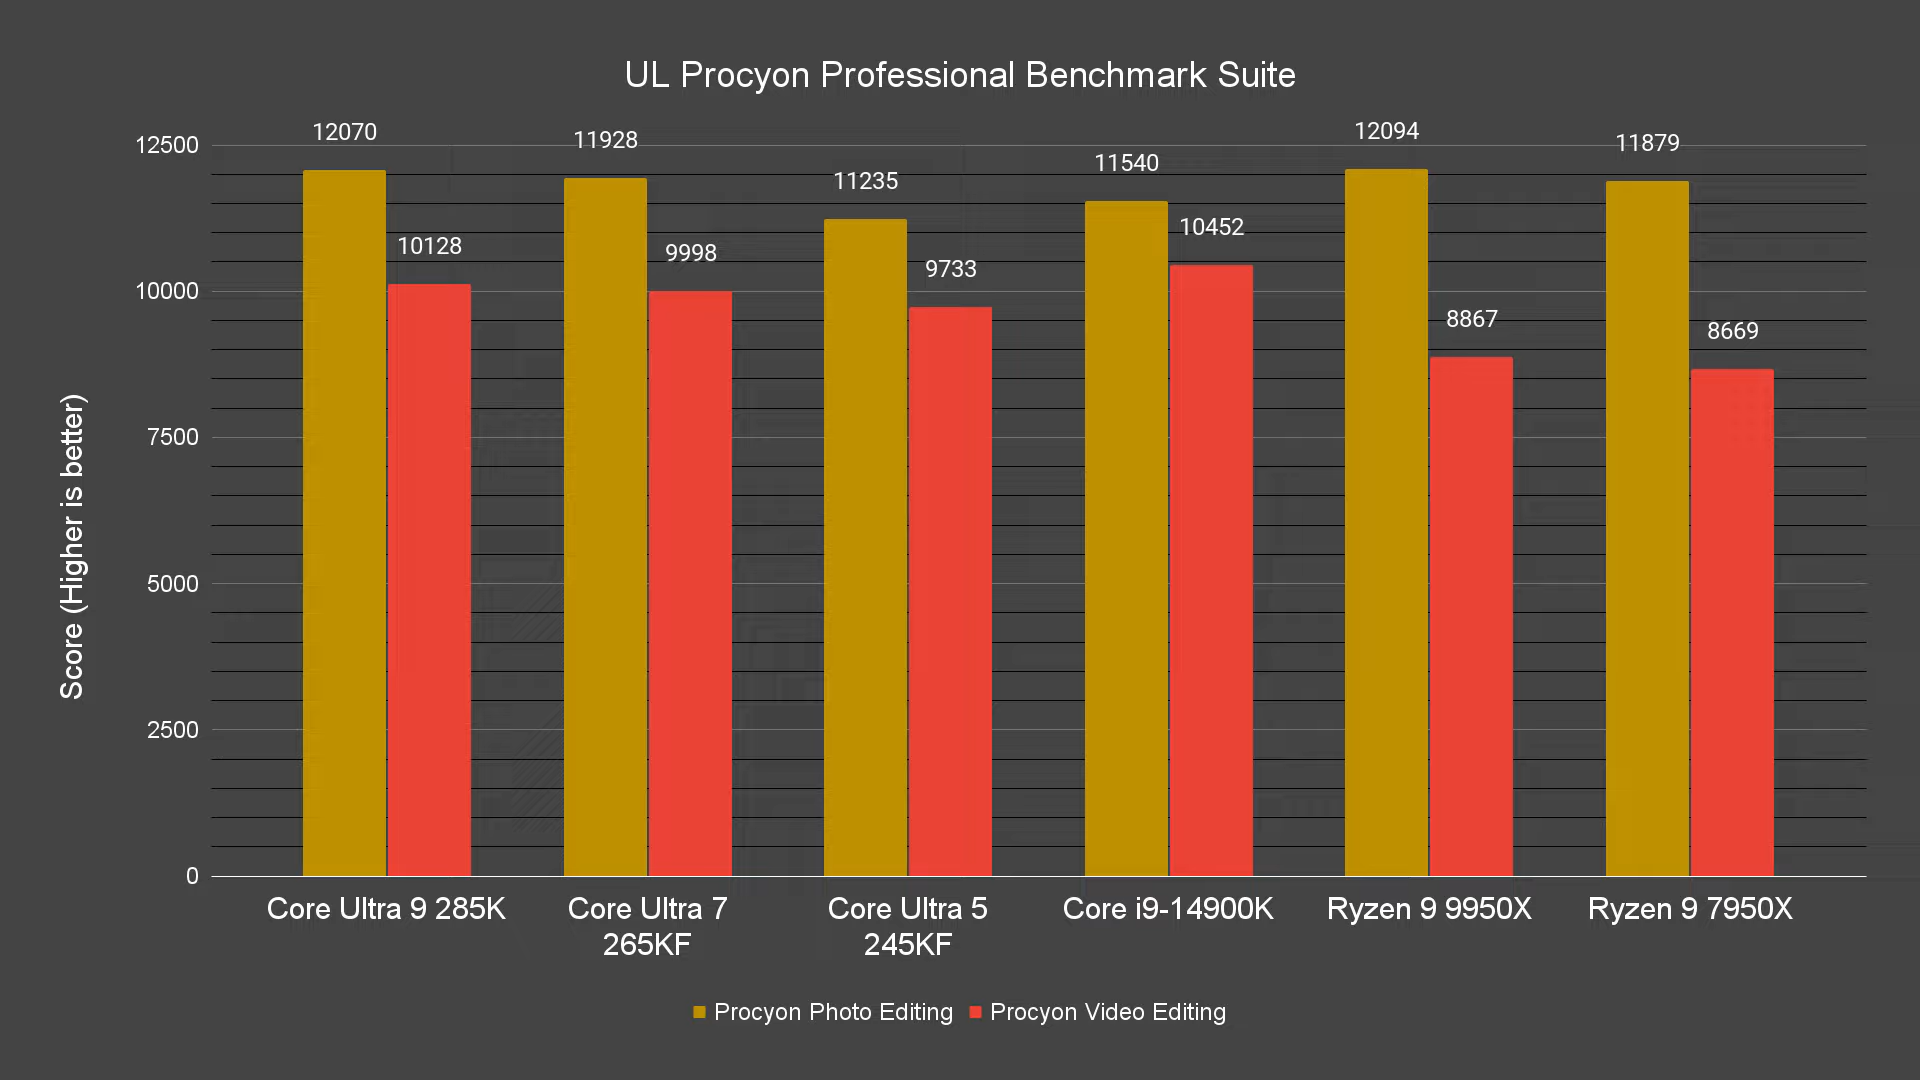 UL Procyon Professional Benchmark Suite
Score (Higher is better)
12500
10000
7500
5000
2500
0
12070
10128
11928
9998
11235
9733
11540
10452
12094
8867
11879
8669
Core Ultra 9 285K
Core Ultra 7
265KF
Core Ultra 5
245KF
Core i9-14900K
Ryzen 9 9950X
Ryzen 9 7950X
Procyon Photo Editing
Procyon Video Editing